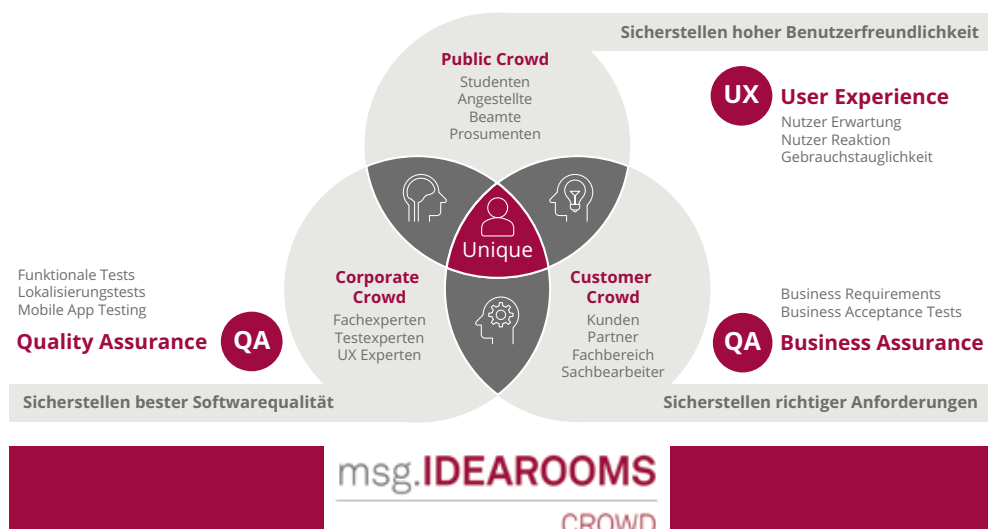 Sicherstellen hoher Benutzerfreundlichkeit
Public Crowd
Studenten
Angestellte
Beamte
Prosumenten
UX
User Experience
Nutzer Erwartung
Nutzer Reaktion
Gebrauchstauglichkeit
Unique
Funktionale Tests
Lokalisierungstests
Mobile App Testing
Quality Assurance
QA
Corporate
Crowd
Fachexperten
Testexperten
UX Experten
Customer
Crowd
Kunden
Partner
Fachbereich
Sachbearbeiter
Business Requirements
Business Acceptance Tests
QA
Business Assurance
Sicherstellen bester Softwarequalität
Sicherstellen richtiger Anforderungen
msg.IDEAROOMS
CROWD